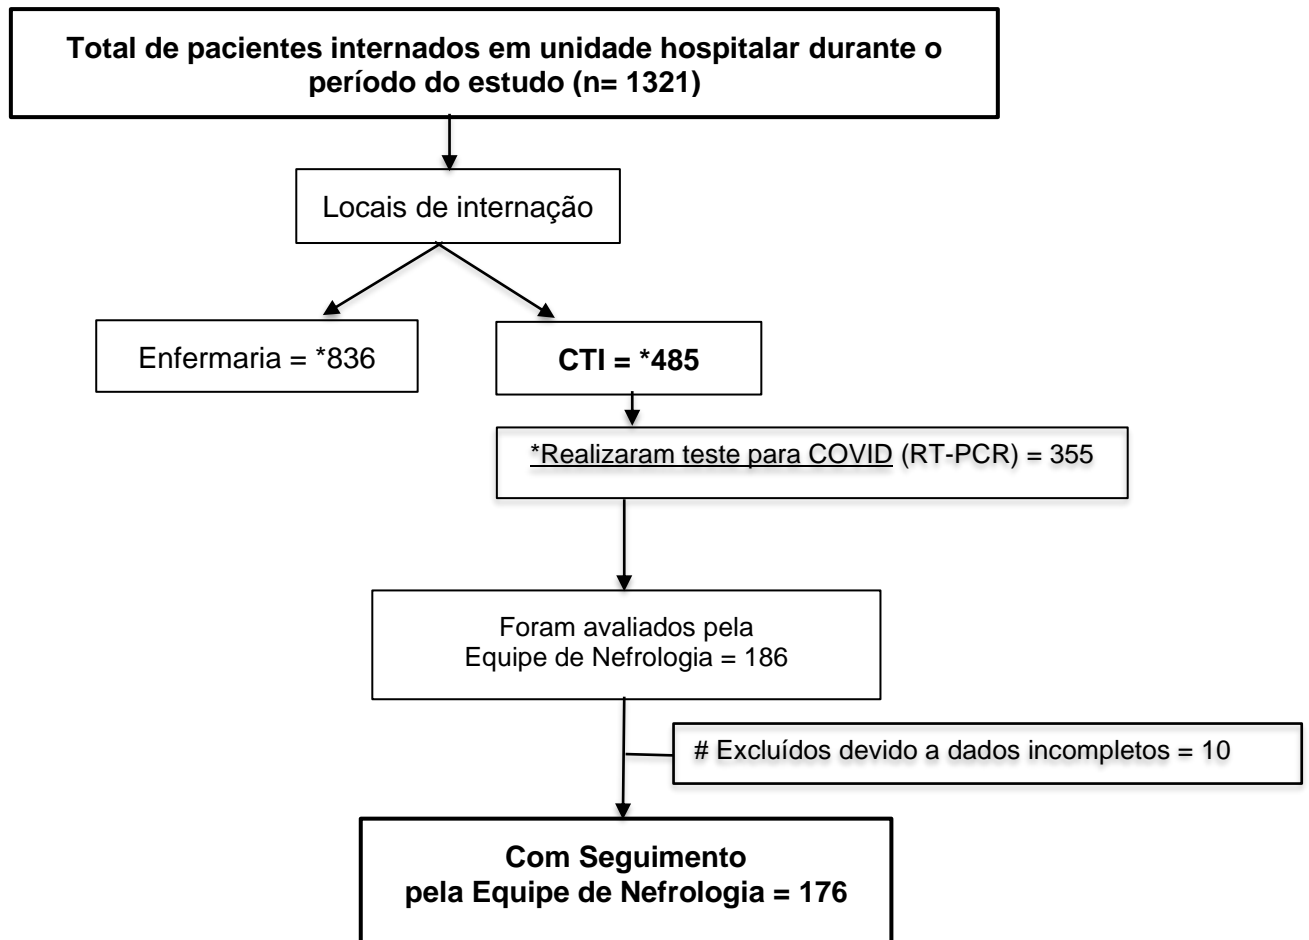 Total de pacientes internados em unidade hospitalar durante o
período do estudo (n= 1321)
Locais de internação
Enfermaria = *836
CTI = *485
*Realizaram teste para COVID (RT-PCR) = 355
Foram avaliados pela
Equipe de Nefrologia = 186
# Excluídos devido a dados incompletos = 10
Com Seguimento
pela Equipe de Nefrologia = 176